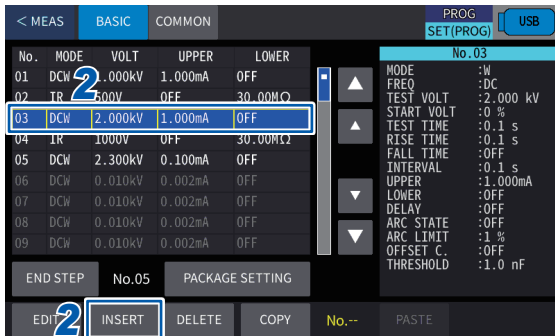 < MEAS BASIC COMMON PROG SET(PROG) USB
No. MODE VOLT UPPER LOWER
01 DCW 1.000kV 1.000mA OFF
02 IR 500V OFF 30.00MΩ
03 DCW 2.000kV 1.000mA OFF
04 IR 1000V OFF 30.00MΩ
05 DCW 2.300kV 0.100mA OFF
06 DCW 0.010kV 0.002mA OFF
07 DCW 0.010kV 0.002mA OFF
08 DCW 0.010kV 0.002mA OFF
09 DCW 0.010kV 0.002mA OFF
2
No.03
MODE :W
FREQ :DC
TEST VOLT :2.000 kV
START VOLT :0 %
TEST TIME :0.1 s
RISE TIME :0.1 s
FALL TIME :OFF
INTERVAL :0.1 s
UPPER :1.000mA
LOWER :OFF
DELAY :OFF
ARC STATE :OFF
ARC LIMIT :1 %
OFFSET C. :OFF
THRESHOLD :1.0 nF
END STEP No.05 PACKAGE SETTING
EDIT 2 INSERT DELETE COPY No.-- PASTE